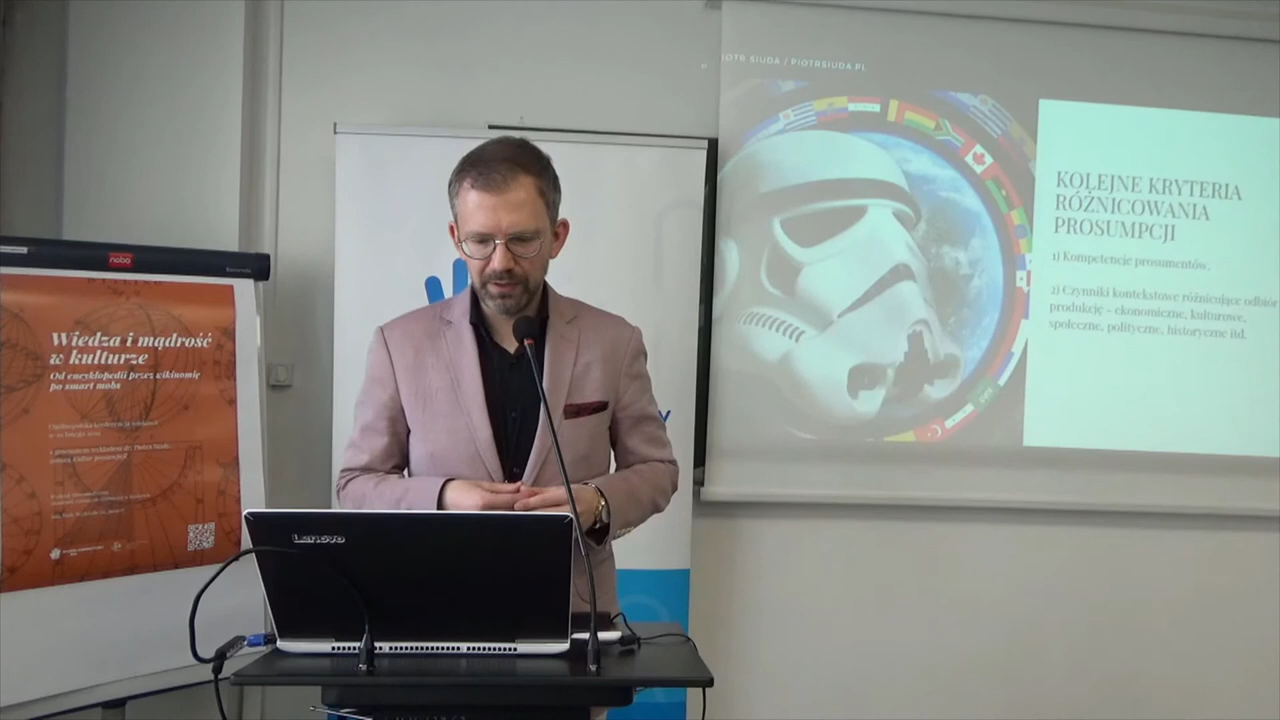 nobo
Wiedza i mądrość
w kulturze
Od encyklopedii przez wikinomię
po smart mobs
Lenovo
PIOTR SIUDA / PIOTRSIUDA.PL
KOLEJNE KRYTERIA
RÓŻNICOWANIA
PROSUMPCJI
1) Kompetencje prosumentów.
2) Czynniki kontekstowe różnicujące odbiór
produkcję – ekonomiczne, kulturowe,
społeczne, polityczne, historyczne itd.